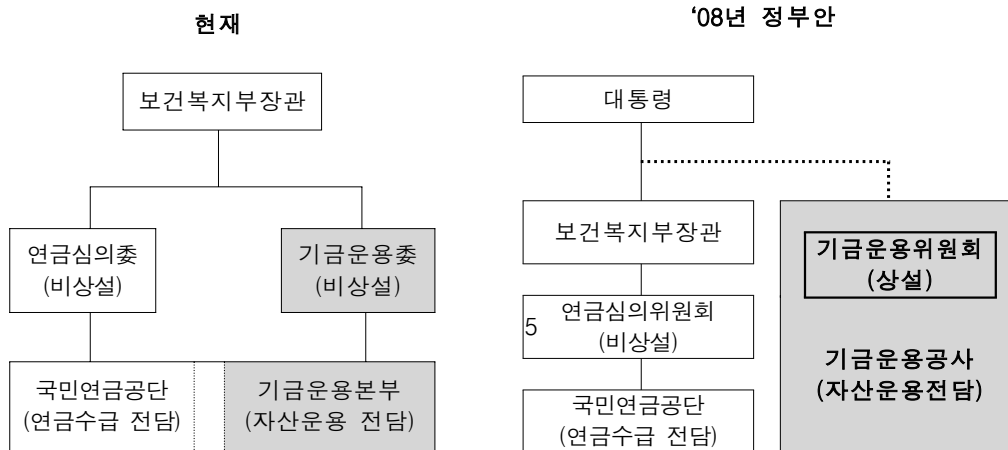 현재
보건복지부장관
연금심의委
(비상설)
기금운용委
(비상설)
국민연금공단
(연금수급 전담)
기금운용본부
(자산운용 전담)
‘08년 정부안
대통령
보건복지부장관
5
연금심의위원회
(비상설)
국민연금공단
(연금수급 전담)
기금운용위원회
(상설)
기금운용공사
(자산운용전담)